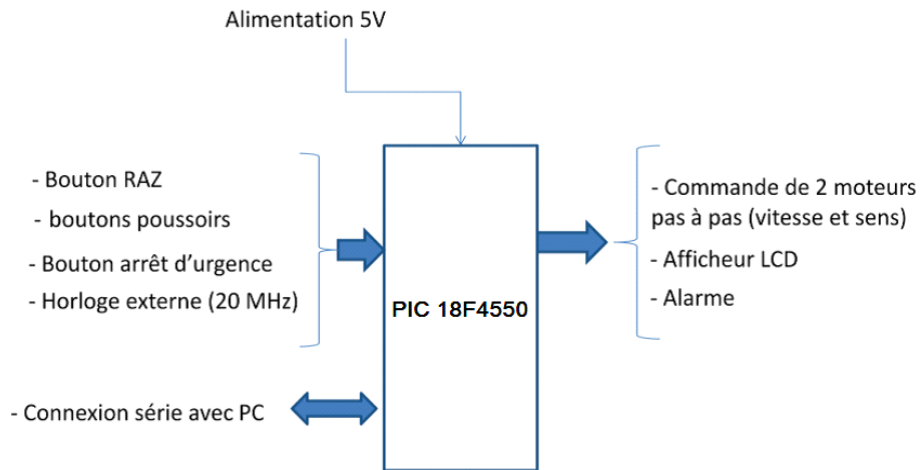 Alimentation 5V
- Bouton RAZ
- boutons poussoirs
- Bouton arrêt d'urgence
- Horloge externe (20 MHz)
- Connexion série avec PC
PIC 18F4550
- Commande de 2 moteurs
pas à pas (vitesse et sens)
- Afficheur LCD
- Alarme